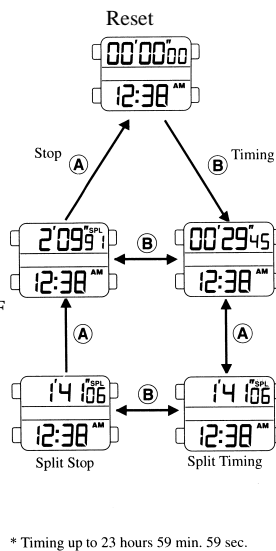 Reset
00'00"00
AM
12:38
Stop
A
B
Timing
2'09"91 SPL
AM
12:38
B
00'29"45
AM
12:38
F
A
A
1'41"06 SPL
AM
12:38
B
1'41"06 SPL
AM
12:38
Split Stop
Split Timing
* Timing up to 23 hours 59 min. 59 sec.